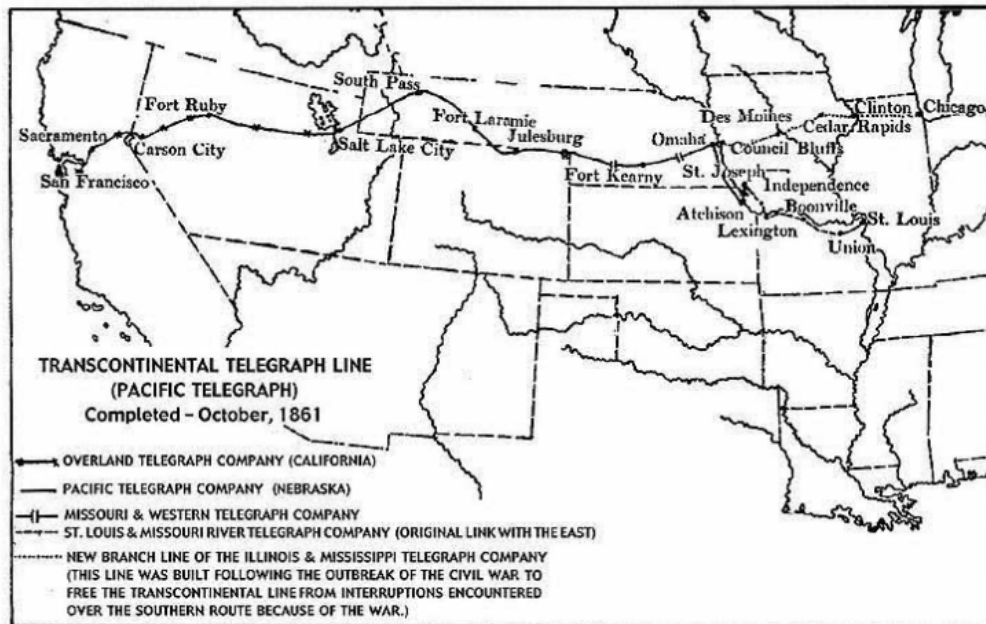 South Pass
Fort Ruby
Fort Laramie
Julesburg
Sacramento
Carson City
Salt Lake City
San Francisco
Omaha
Fort Kearny
Des Moines
Clinton
Chicago
Cedar Rapids
Council Bluffs
St. Joseph
Independence
Atchison
Boonville
Lexington
St. Louis
Union
TRANSCONTINENTAL TELEGRAPH LINE
(PACIFIC TELEGRAPH)
Completed – October, 1861
OVERLAND TELEGRAPH COMPANY (CALIFORNIA)
PACIFIC TELEGRAPH COMPANY (NEBRASKA)
MISSOURI & WESTERN TELEGRAPH COMPANY
ST. LOUIS & MISSOURI RIVER TELEGRAPH COMPANY (ORIGINAL LINK WITH THE EAST)
NEW BRANCH LINE OF THE ILLINOIS & MISSISSIPPI TELEGRAPH COMPANY
(THIS LINE WAS BUILT FOLLOWING THE OUTBREAK OF THE CIVIL WAR TO
FREE THE TRANSCONTINENTAL LINE FROM INTERRUPTIONS ENCOUNTERED
OVER THE SOUTHERN ROUTE BECAUSE OF THE WAR.)